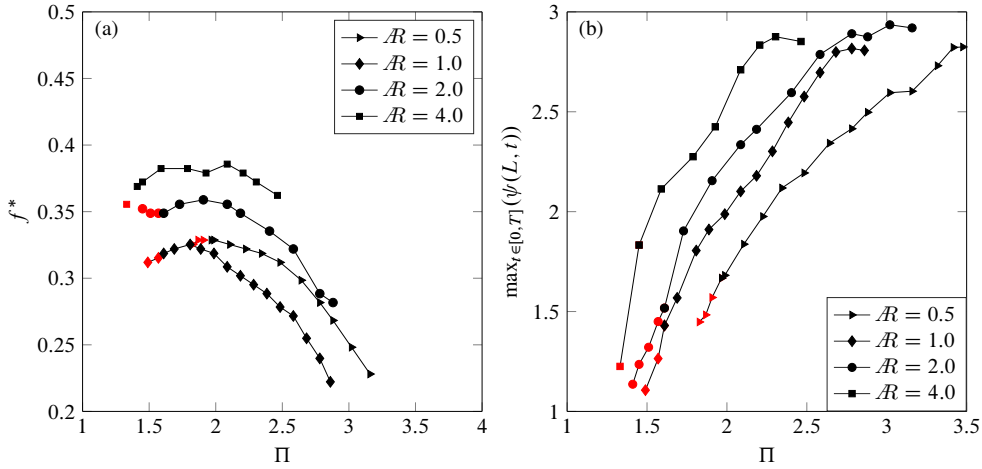 (a)
Æ = 0.5
Æ = 1.0
Æ = 2.0
Æ = 4.0
0.5
0.45
0.4
0.35
0.3
0.25
0.2
f*
1 1.5 2 2.5 3 3.5 4
Π
(b)
3
2.5
2
1.5
1
max_{t∈[0,T]}(ψ(L, t))
Æ = 0.5
Æ = 1.0
Æ = 2.0
Æ = 4.0
1 1.5 2 2.5 3 3.5
Π